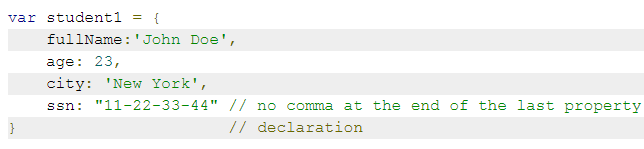 var student1 = {
    fullName:'John Doe',
    age: 23,
    city: 'New York',
    ssn: "11-22-33-44" // no comma at the end of the last property
}                      // declaration